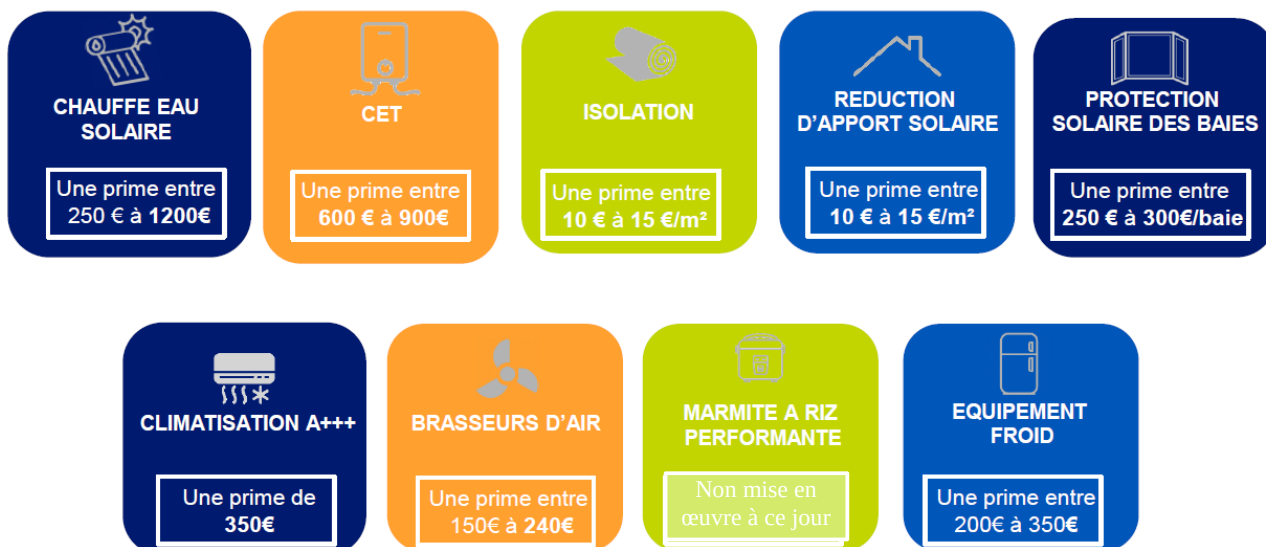 CHAUFFE EAU
SOLAIRE
Une prime entre
250 € à 1200€
CET
Une prime entre
600 € à 900€
ISOLATION
Une prime entre
10 € à 15 €/m²
REDUCTION
D'APPORT SOLAIRE
Une prime entre
10 € à 15 €/m²
PROTECTION
SOLAIRE DES BAIES
Une prime entre
250 € à 300€/baie
CLIMATISATION A+++
Une prime de
350€
BRASSEURS D'AIR
Une prime entre
150€ à 240€
MARMITE A RIZ
PERFORMANTE
Non mise en
œuvre à ce jour
EQUIPEMENT
FROID
Une prime entre
200€ à 350€